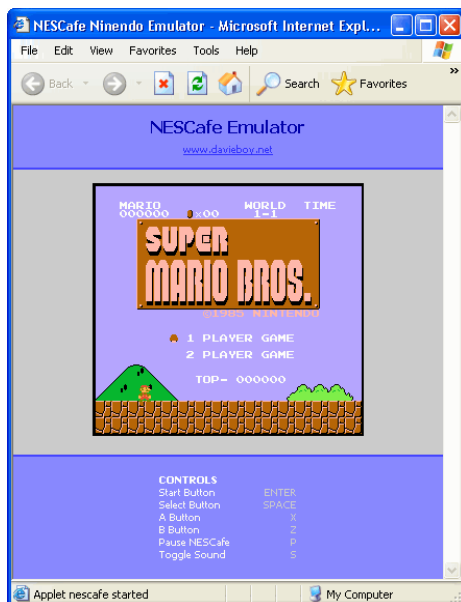 NESCafe Ninendo Emulator - Microsoft Internet Expl...
File Edit View Favorites Tools Help
Back Search Favorites »
NESCafe Emulator
www.davieboy.net
MARIO WORLD TIME
000000 x00 1-1
SUPER
MARIO BROS.
©1985 NINTENDO
1 PLAYER GAME
2 PLAYER GAME
TOP- 000000
CONTROLS
Start Button ENTER
Select Button SPACE
A Button X
B Button Z
Pause NESCafe P
Toggle Sound S
Applet nescafe started My Computer